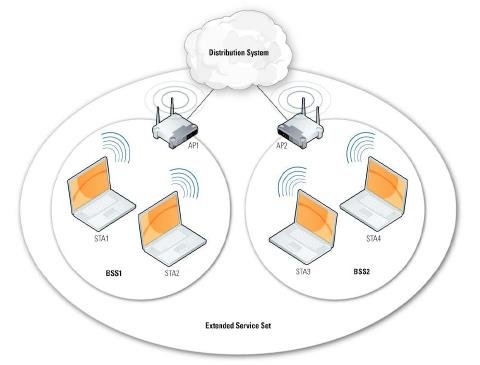 Distribution System
AP1
AP2
STA1
STA4
STA2
STA3
BSS1
BSS2
Extended Service Set